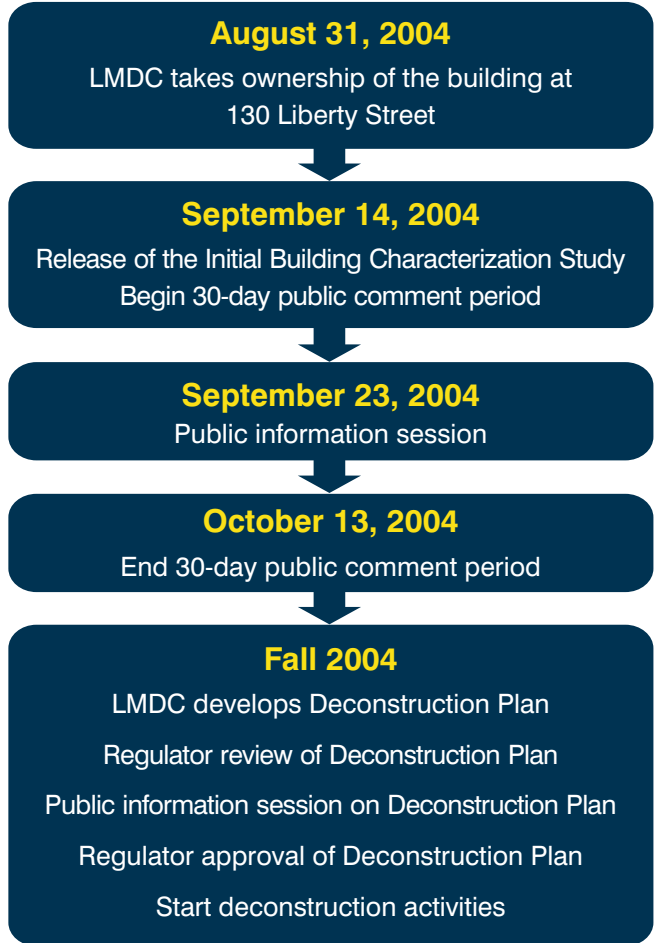 August 31, 2004
LMDC takes ownership of the building at
130 Liberty Street
September 14, 2004
Release of the Initial Building Characterization Study
Begin 30-day public comment period
September 23, 2004
Public information session
October 13, 2004
End 30-day public comment period
Fall 2004
LMDC develops Deconstruction Plan
Regulator review of Deconstruction Plan
Public information session on Deconstruction Plan
Regulator approval of Deconstruction Plan
Start deconstruction activities